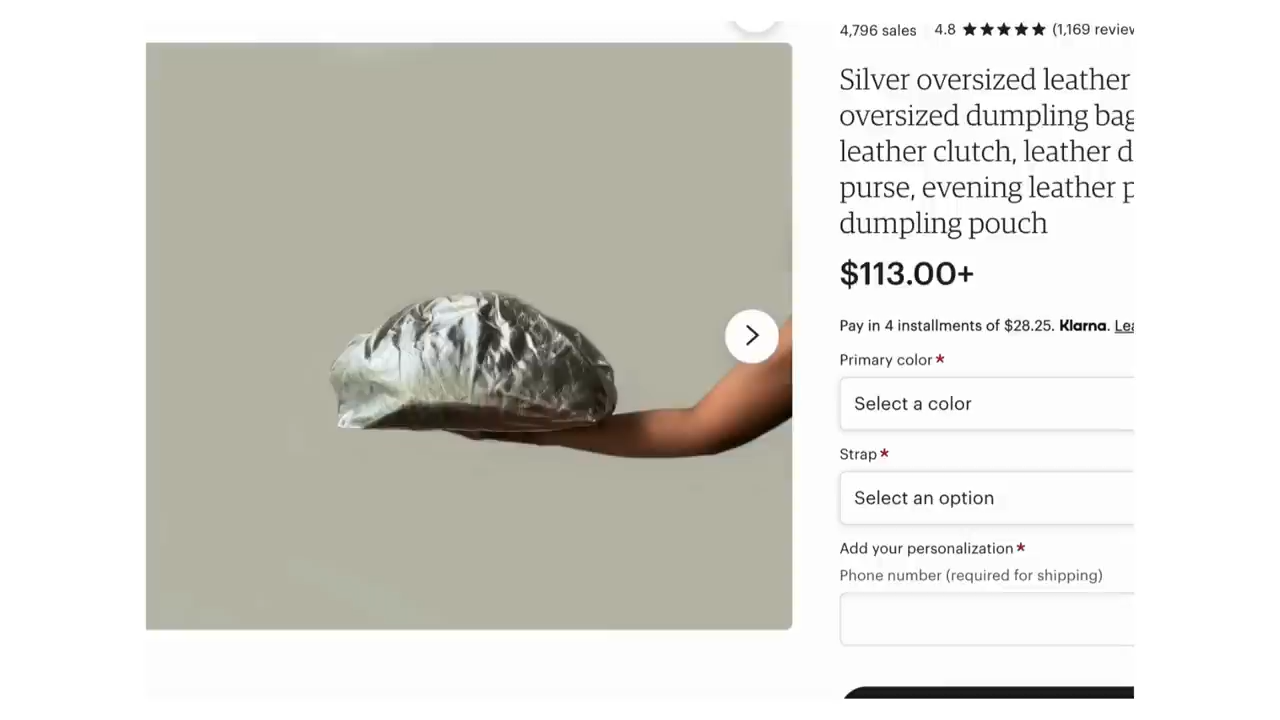 4,796 sales 4.8 ★★★★★ (1,169
Silver oversized leather
oversized dumpling
leather clutch, leather
purse, evening leather
dumpling pouch
$113.00+
Pay in 4 installments of $28.25. Klarna.
Primary color*
Select a color
Strap*
Select an option
Add your personalization*
Phone number (required for shipping)